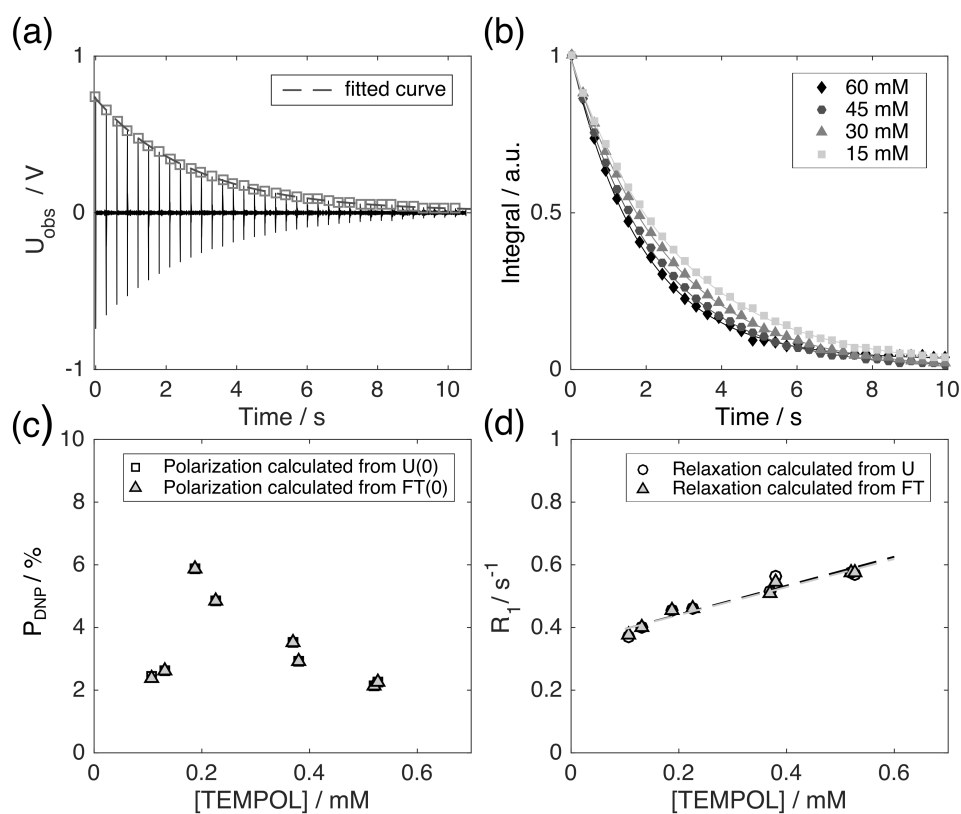 (a)
1
0
-1
U_obs / V
fitted curve
0 2 4 6 8 10
Time / s
(b)
1
0.5
0
Integral / a.u.
60 mM
45 mM
30 mM
15 mM
0 2 4 6 8 10
Time / s
(c)
10
8
6
4
2
0
P_DNP / %
Polarization calculated from U(0)
Polarization calculated from FT(0)
0 0.2 0.4 0.6
[TEMPOL] / mM
(d)
1
0.8
0.6
0.4
0.2
0
R_1 / s^-1
Relaxation calculated from U
Relaxation calculated from FT
0 0.2 0.4 0.6
[TEMPOL] / mM